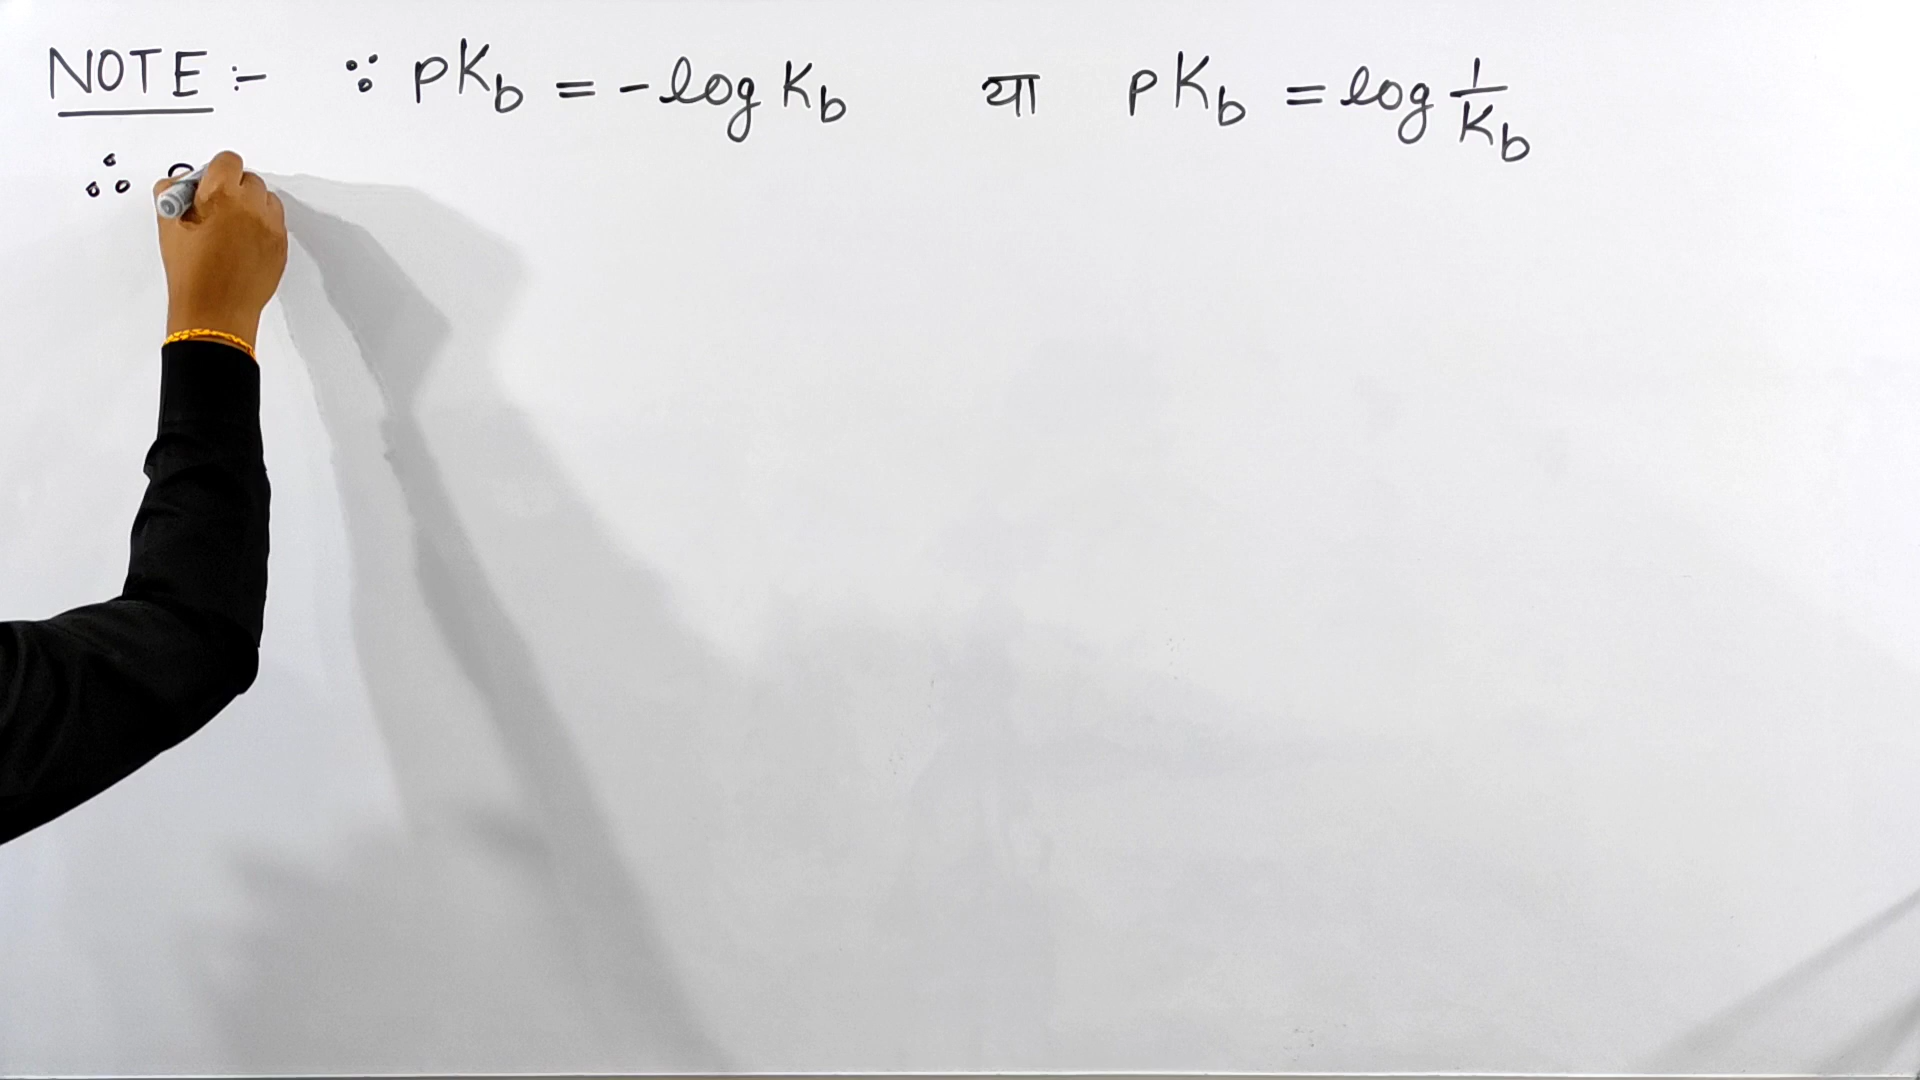 NOTE :- ∵ pKb = -log Kb या pKb = log 1/Kb
∴